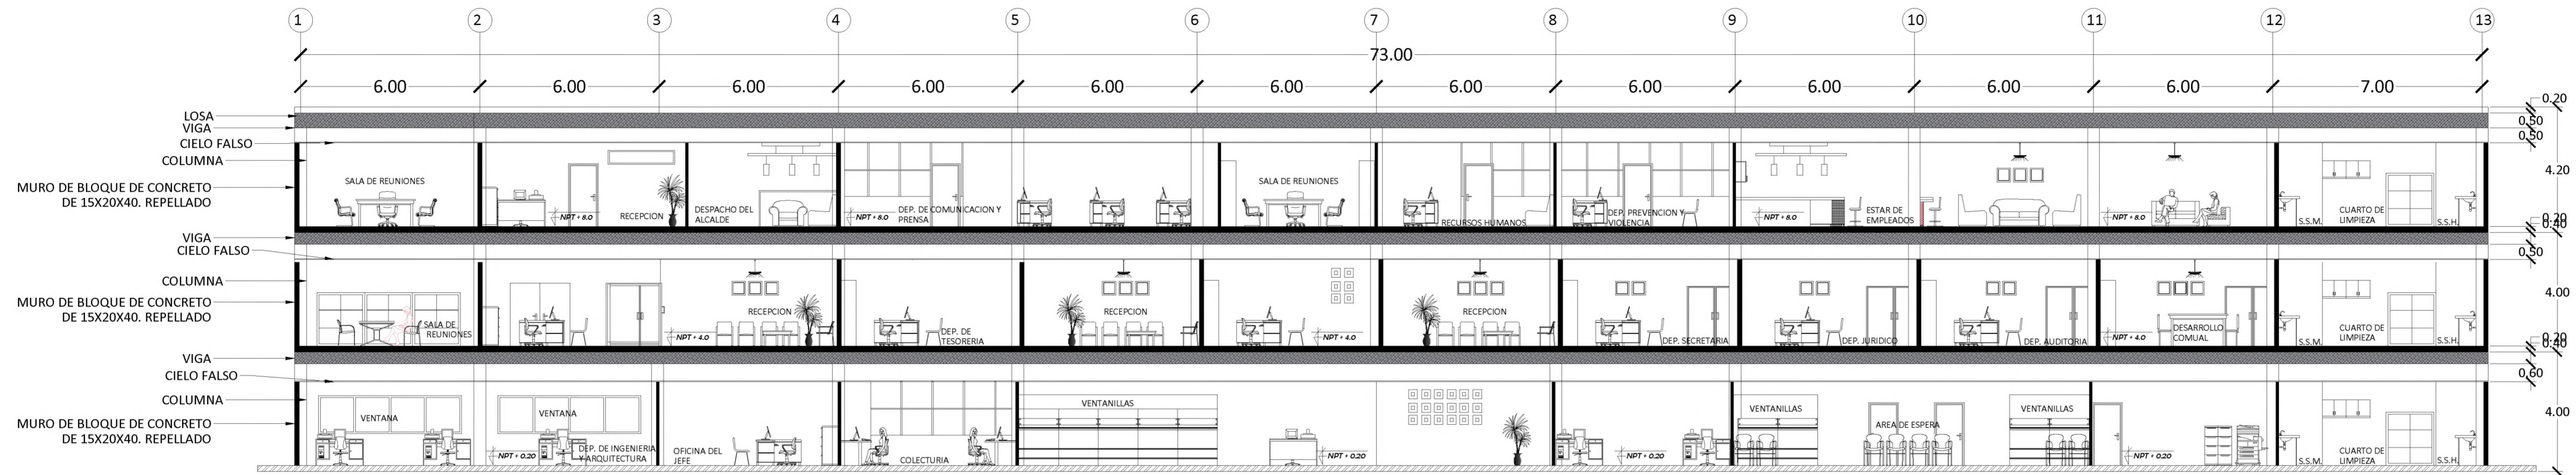 1 2 3 4 5 6 7 8 9 10 11 12 13
73.00
6.00 6.00 6.00 6.00 6.00 6.00 6.00 6.00 6.00 6.00 6.00 7.00
0.20
LOSA
0.50
VIGA
0.50
CIELO FALSO
COLUMNA
4.20
MURO DE BLOQUE DE CONCRETO
DE 15X20X40. REPELLADO
SALA DE REUNIONES
NPT + 8.0
RECEPCION
DESPACHO DEL
ALCALDE
NPT + 8.0
DEP. DE COMUNICACION Y
PRENSA
SALA DE REUNIONES
RECURSOS HUMANOS
DEP. PREVENCION Y
VIOLENCIA
NPT + 8.0
ESTAR DE
EMPLEADOS
NPT + 8.0
S.S.M.
CUARTO DE
LIMPIEZA
S.S.H.
0.20
0.40
VIGA
CIELO FALSO
0.50
COLUMNA
4.00
MURO DE BLOQUE DE CONCRETO
DE 15X20X40. REPELLADO
SALA DE
REUNIONES
NPT + 4.0
RECEPCION
DEP. DE
TESORERIA
RECEPCION
NPT + 4.0
RECEPCION
DEP. SECRETARIA
DEP. JURIDICO
DEP. AUDITORIA
NPT + 4.0
DESARROLLO
COMUAL
S.S.M.
CUARTO DE
LIMPIEZA
S.S.H.
0.20
0.40
VIGA
CIELO FALSO
0.60
COLUMNA
4.00
MURO DE BLOQUE DE CONCRETO
DE 15X20X40. REPELLADO
VENTANA
VENTANA
NPT + 0.20
DEP. DE INGENIERIA
Y ARQUITECTURA
OFICINA DEL
JEFE
COLECTURIA
VENTANILLAS
NPT + 0.20
NPT + 0.20
VENTANILLAS
AREA DE ESPERA
VENTANILLAS
NPT + 0.20
S.S.M.
CUARTO DE
LIMPIEZA
S.S.H.